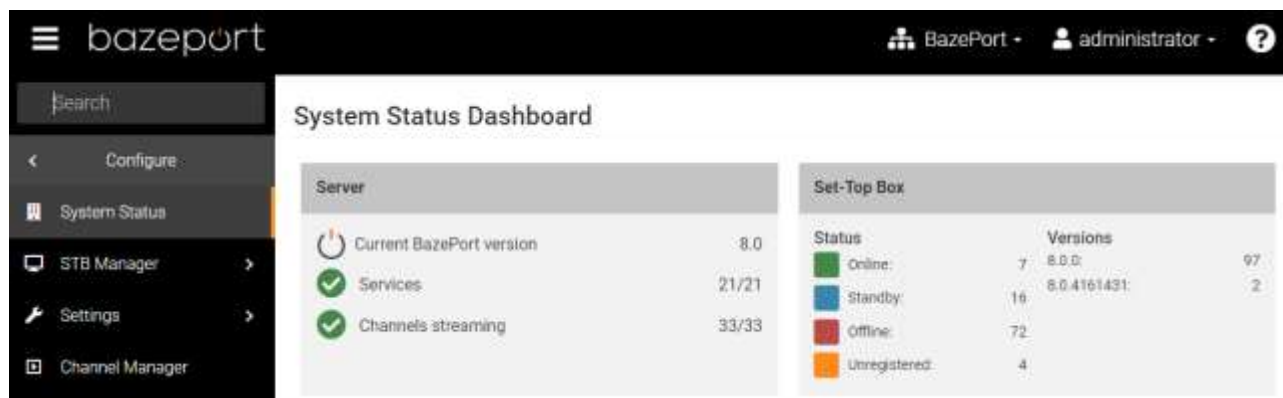 bazeport
BazePort
administrator
?
Search
Configure
System Status
STB Manager
Settings
Channel Manager
System Status Dashboard
Server
Current BazePort version 8.0
Services 21/21
Channels streaming 33/33
Set-Top Box
Status
Online: 7
Standby: 16
Offline: 72
Unregistered: 4
Versions
8.0.0: 97
8.0.4161431: 2